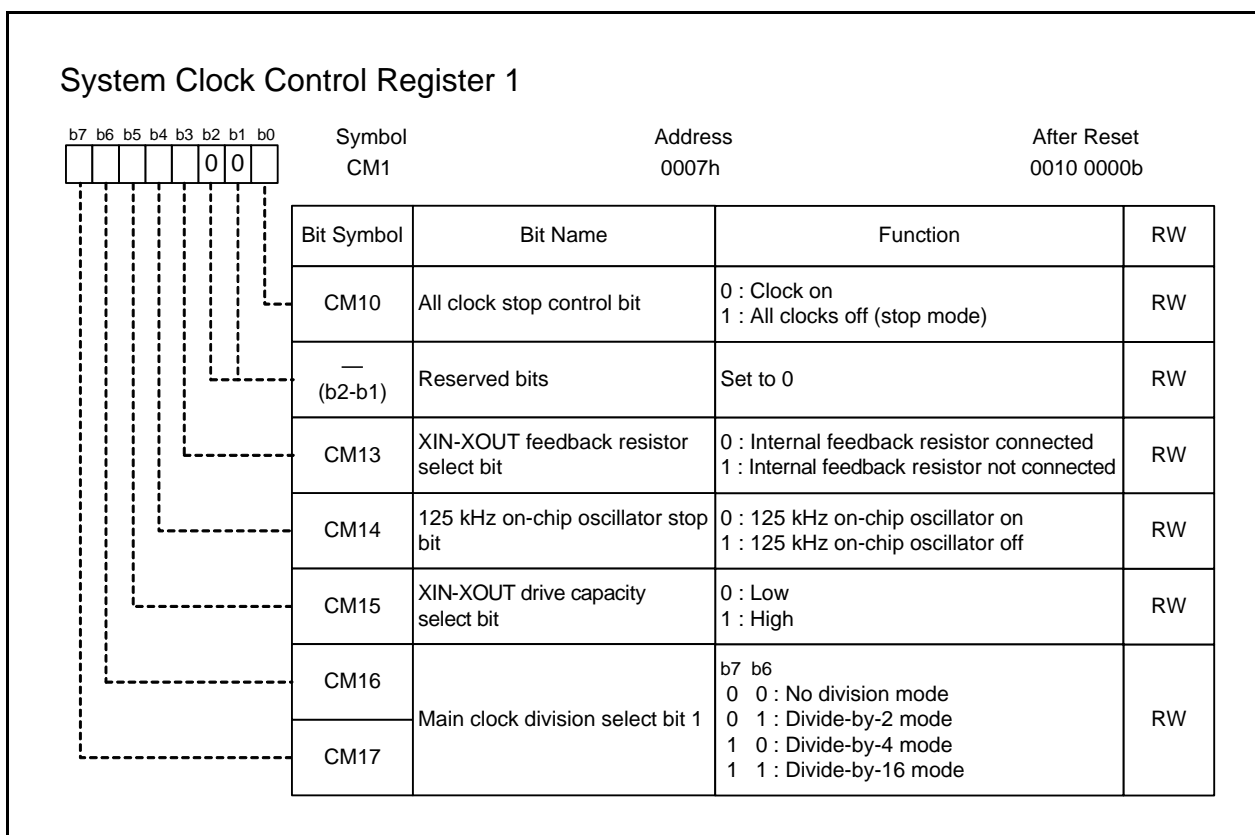 System Clock Control Register 1
b7 b6 b5 b4 b3 b2 b1 b0
0 0
Symbol Address After Reset
CM1 0007h 0010 0000b
Bit Symbol Bit Name Function RW
CM10 All clock stop control bit 0 : Clock on
1 : All clocks off (stop mode) RW
—
(b2-b1) Reserved bits Set to 0 RW
CM13 XIN-XOUT feedback resistor
select bit 0 : Internal feedback resistor connected
1 : Internal feedback resistor not connected RW
CM14 125 kHz on-chip oscillator stop
bit 0 : 125 kHz on-chip oscillator on
1 : 125 kHz on-chip oscillator off RW
CM15 XIN-XOUT drive capacity
select bit 0 : Low
1 : High RW
CM16
CM17
Main clock division select bit 1
b7 b6
0 0 : No division mode
0 1 : Divide-by-2 mode
1 0 : Divide-by-4 mode
1 1 : Divide-by-16 mode
RW